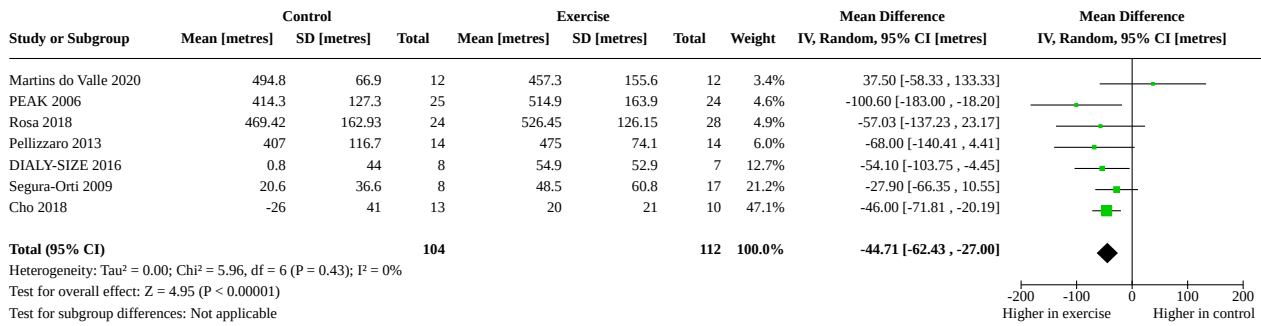 Control Exercise Mean Difference Mean Difference
Study or Subgroup Mean [metres] SD [metres] Total Mean [metres] SD [metres] Total Weight IV, Random, 95% CI [metres] IV, Random, 95% CI [metres]
Martins do Valle 2020 494.8 66.9 12 457.3 155.6 12 3.4% 37.50 [-58.33 , 133.33]
PEAK 2006 414.3 127.3 25 514.9 163.9 24 4.6% -100.60 [-183.00 , -18.20]
Rosa 2018 469.42 162.93 24 526.45 126.15 28 4.9% -57.03 [-137.23 , 23.17]
Pellizzaro 2013 407 116.7 14 475 74.1 14 6.0% -68.00 [-140.41 , 4.41]
DIALY-SIZE 2016 0.8 44 8 54.9 52.9 7 12.7% -54.10 [-103.75 , -4.45]
Segura-Orti 2009 20.6 36.6 8 48.5 60.8 17 21.2% -27.90 [-66.35 , 10.55]
Cho 2018 -26 41 13 20 21 10 47.1% -46.00 [-71.81 , -20.19]
Total (95% CI) 104 112 100.0% -44.71 [-62.43 , -27.00]
Heterogeneity: Tau² = 0.00; Chi² = 5.96, df = 6 (P = 0.43); I² = 0%
Test for overall effect: Z = 4.95 (P < 0.00001)
Test for subgroup differences: Not applicable
-200 -100 0 100 200
Higher in exercise Higher in control